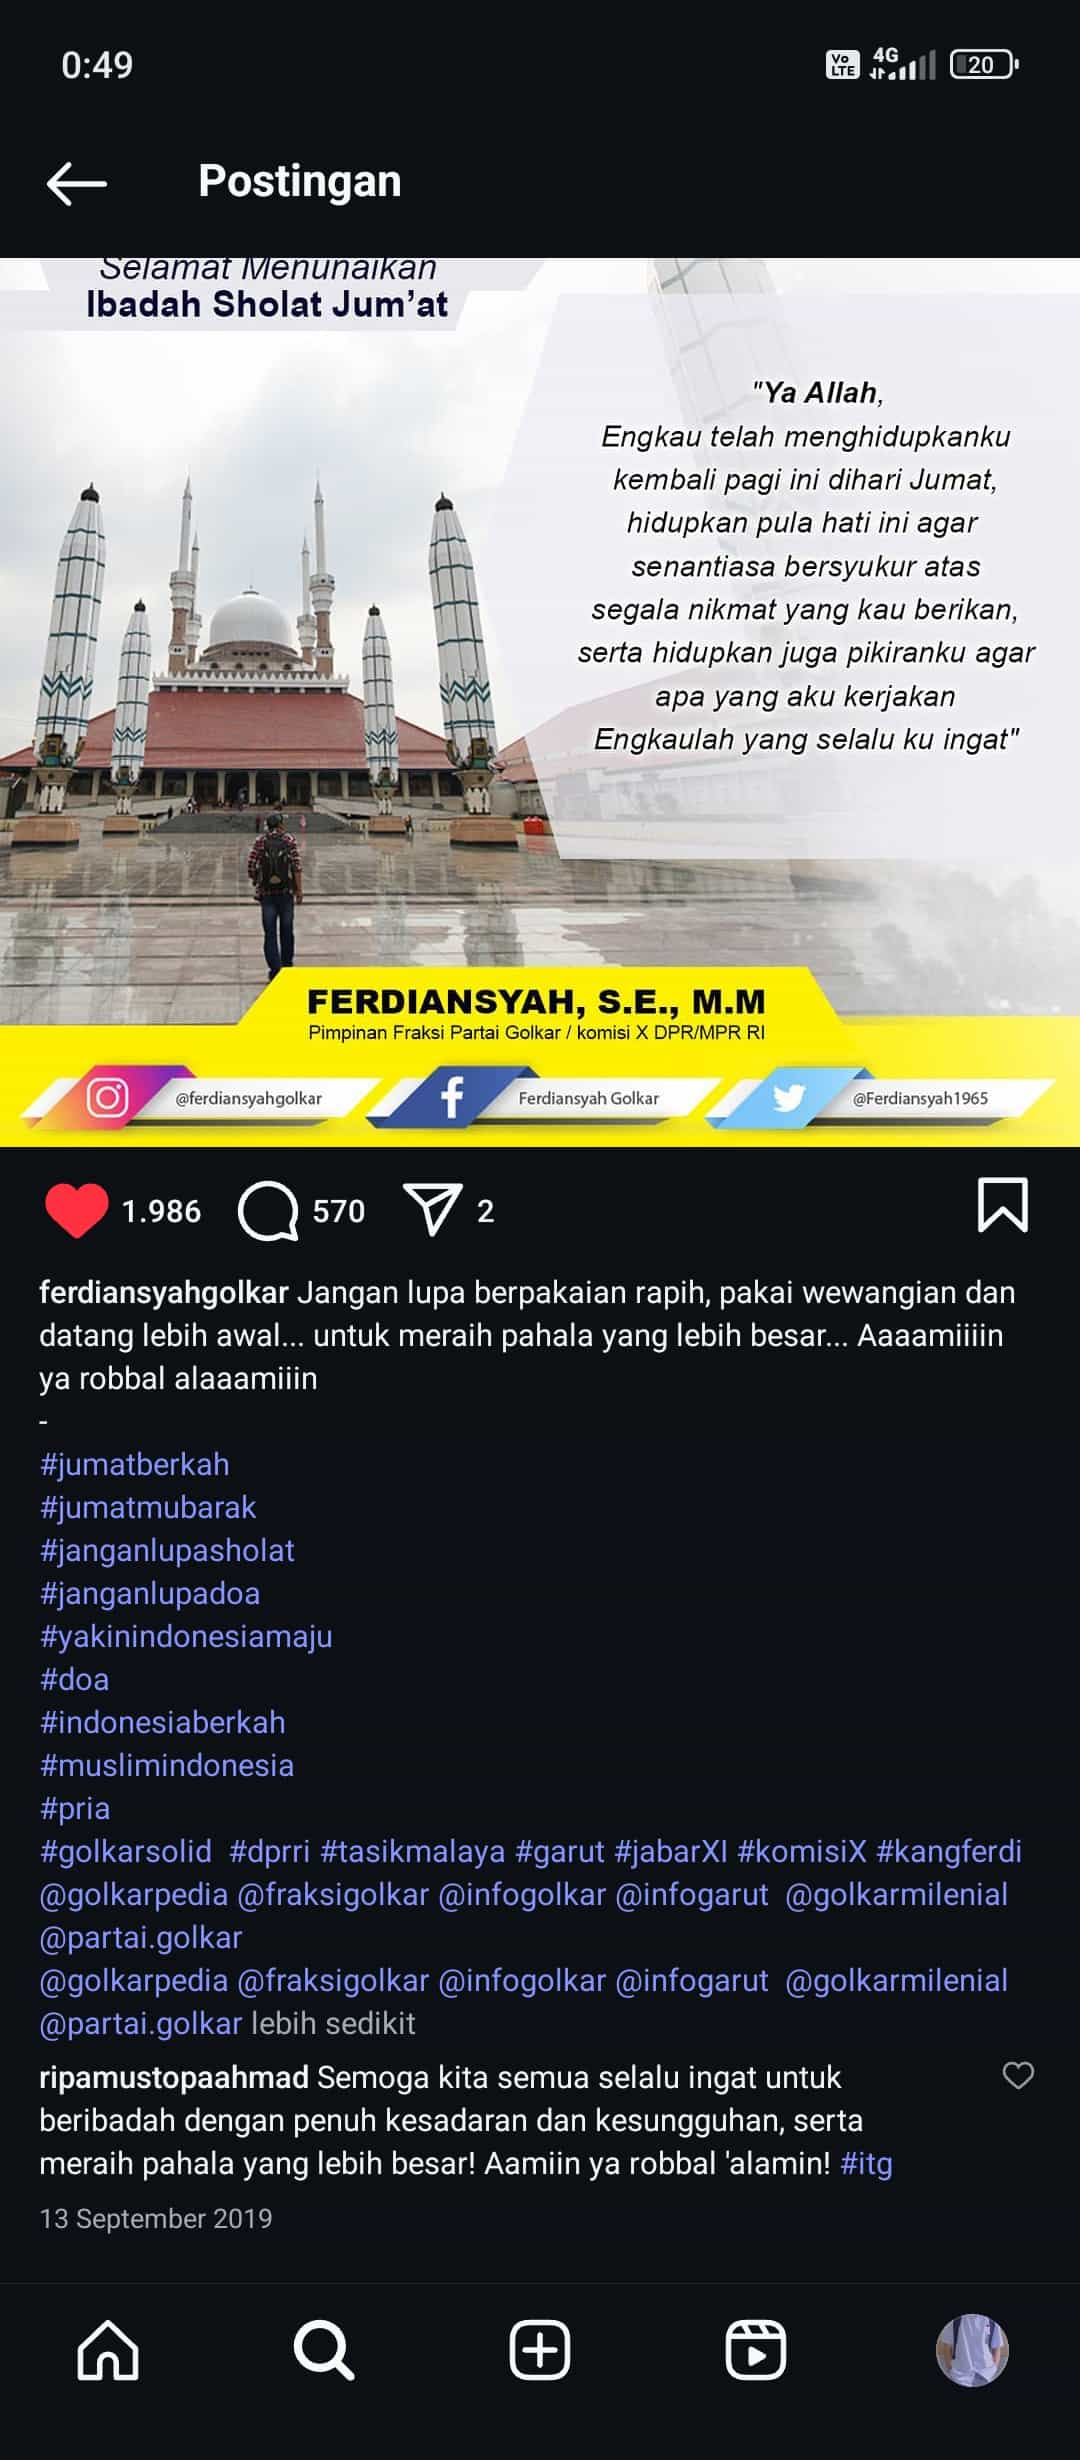 0:49
Vo LTE 4G 20
Postingan
Selamat Menunaikan
Ibadah Sholat Jum'at
"Ya Allah,
Engkau telah menghidupkanku
kembali pagi ini dihari Jumat,
hidupkan pula hati ini agar
senantiasa bersyukur atas
segala nikmat yang kau berikan,
serta hidupkan juga pikiranku agar
apa yang aku kerjakan
Engkaulah yang selalu ku ingat"
FERDIANSYAH, S.E., M.M
Pimpinan Fraksi Partai Golkar / komisi X DPR/MPR RI
@ferdiansyahgolkar
Ferdiansyah Golkar
@Ferdiansyah1965
1.986 570 2
ferdiansyahgolkar Jangan lupa berpakaian rapih, pakai wewangian dan
datang lebih awal... untuk meraih pahala yang lebih besar... Aaaamiiiin
ya robbal alaaamiiin
-
#jumatberkah
#jumatmubarak
#janganlupasholat
#janganlupadoa
#yakinindonesiamaju
#doa
#indonesiaberkah
#muslimindonesia
#pria
#golkarsolid #dprri #tasikmalaya #garut #jabarXI #komisiX #kangferdi
@golkarpedia @fraksigolkar @infogolkar @infogarut @golkarmilenial
@partai.golkar
@golkarpedia @fraksigolkar @infogolkar @infogarut @golkarmilenial
@partai.golkar lebih sedikit
ripamustopaahmad Semoga kita semua selalu ingat untuk
beribadah dengan penuh kesadaran dan kesungguhan, serta
meraih pahala yang lebih besar! Aamiin ya robbal 'alamin! #itg
13 September 2019